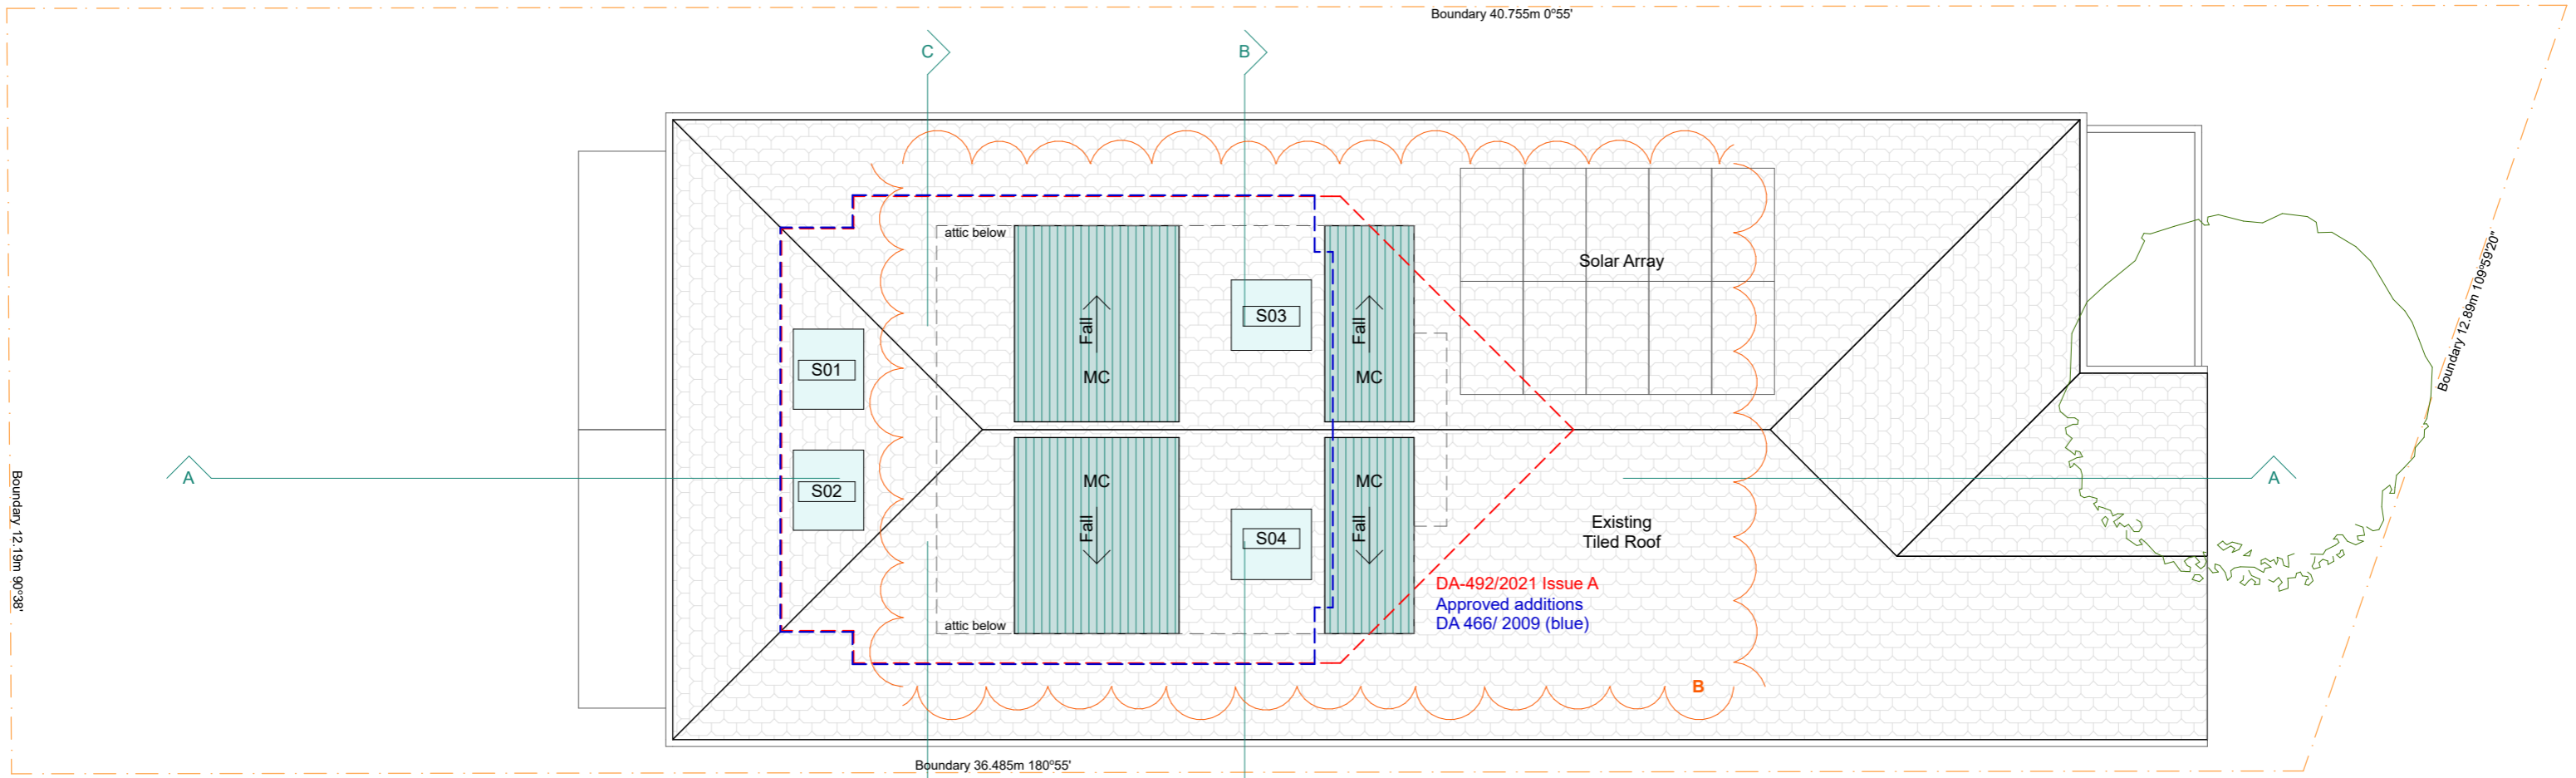 Boundary 40.755m 0°55'
C
B
attic below
Solar Array
S03
Fall
Fall
S01
MC
MC
A
S02
MC
MC
A
Fall
Fall
S04
Existing
Tiled Roof
DA-492/2021 Issue A
Approved additions
DA 466/ 2009 (blue)
attic below
B
Boundary 36.485m 180°55'
Boundary 12.19m 90°38'
Boundary 12.89m 109°59'20"